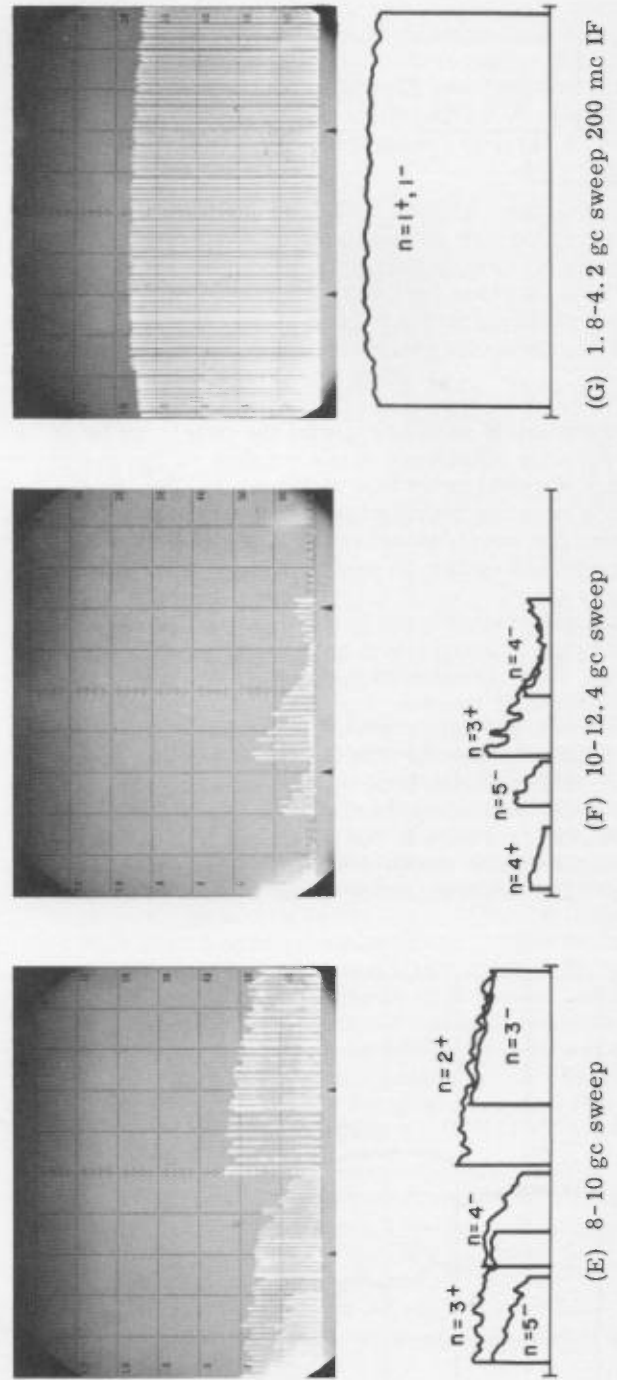 n=3⁺
n=5⁻
n=4⁻
n=2⁺
n=3⁻
(E) 8-10 gc sweep
n=4⁺
n=5⁻
n=3⁺
n=4⁻
(F) 10-12.4 gc sweep
n=1⁺, 1⁻
(G) 1.8-4.2 gc sweep 200 mc IF